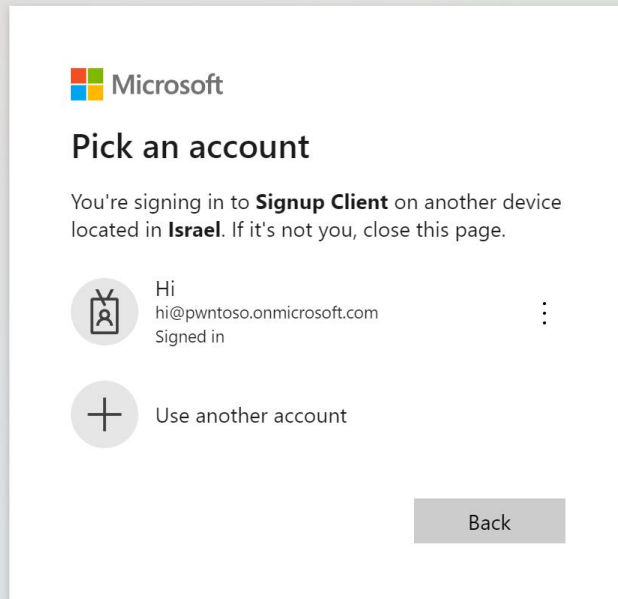 Microsoft
Pick an account
You're signing in to Signup Client on another device
located in Israel. If it's not you, close this page.
Hi
hi@pwntoso.onmicrosoft.com
Signed in
Use another account
Back